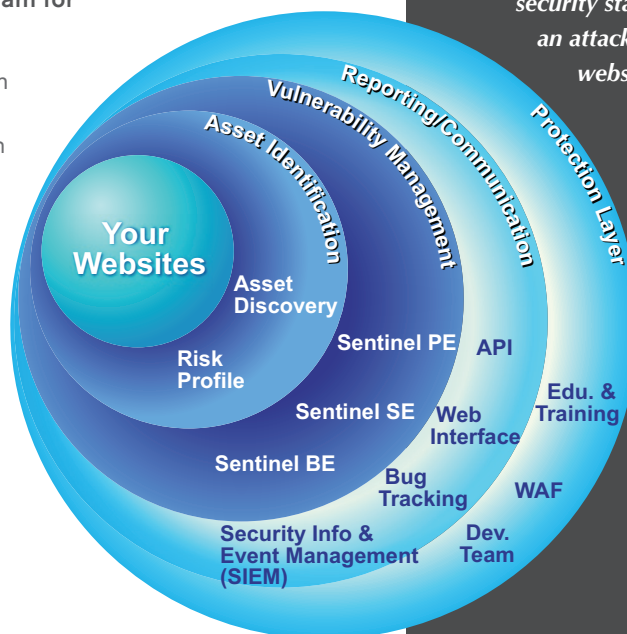 am for
security sta
an attack
webs
Protection Layer
Reporting/Communication
Vulnerability Management
Asset Identification
Your
Websites
Asset
Discovery
Risk
Profile
Sentinel PE
Sentinel SE
Sentinel BE
API
Web
Interface
Bug
Tracking
Security Info &
Event Management
(SIEM)
Edu. &
Training
WAF
Dev.
Team